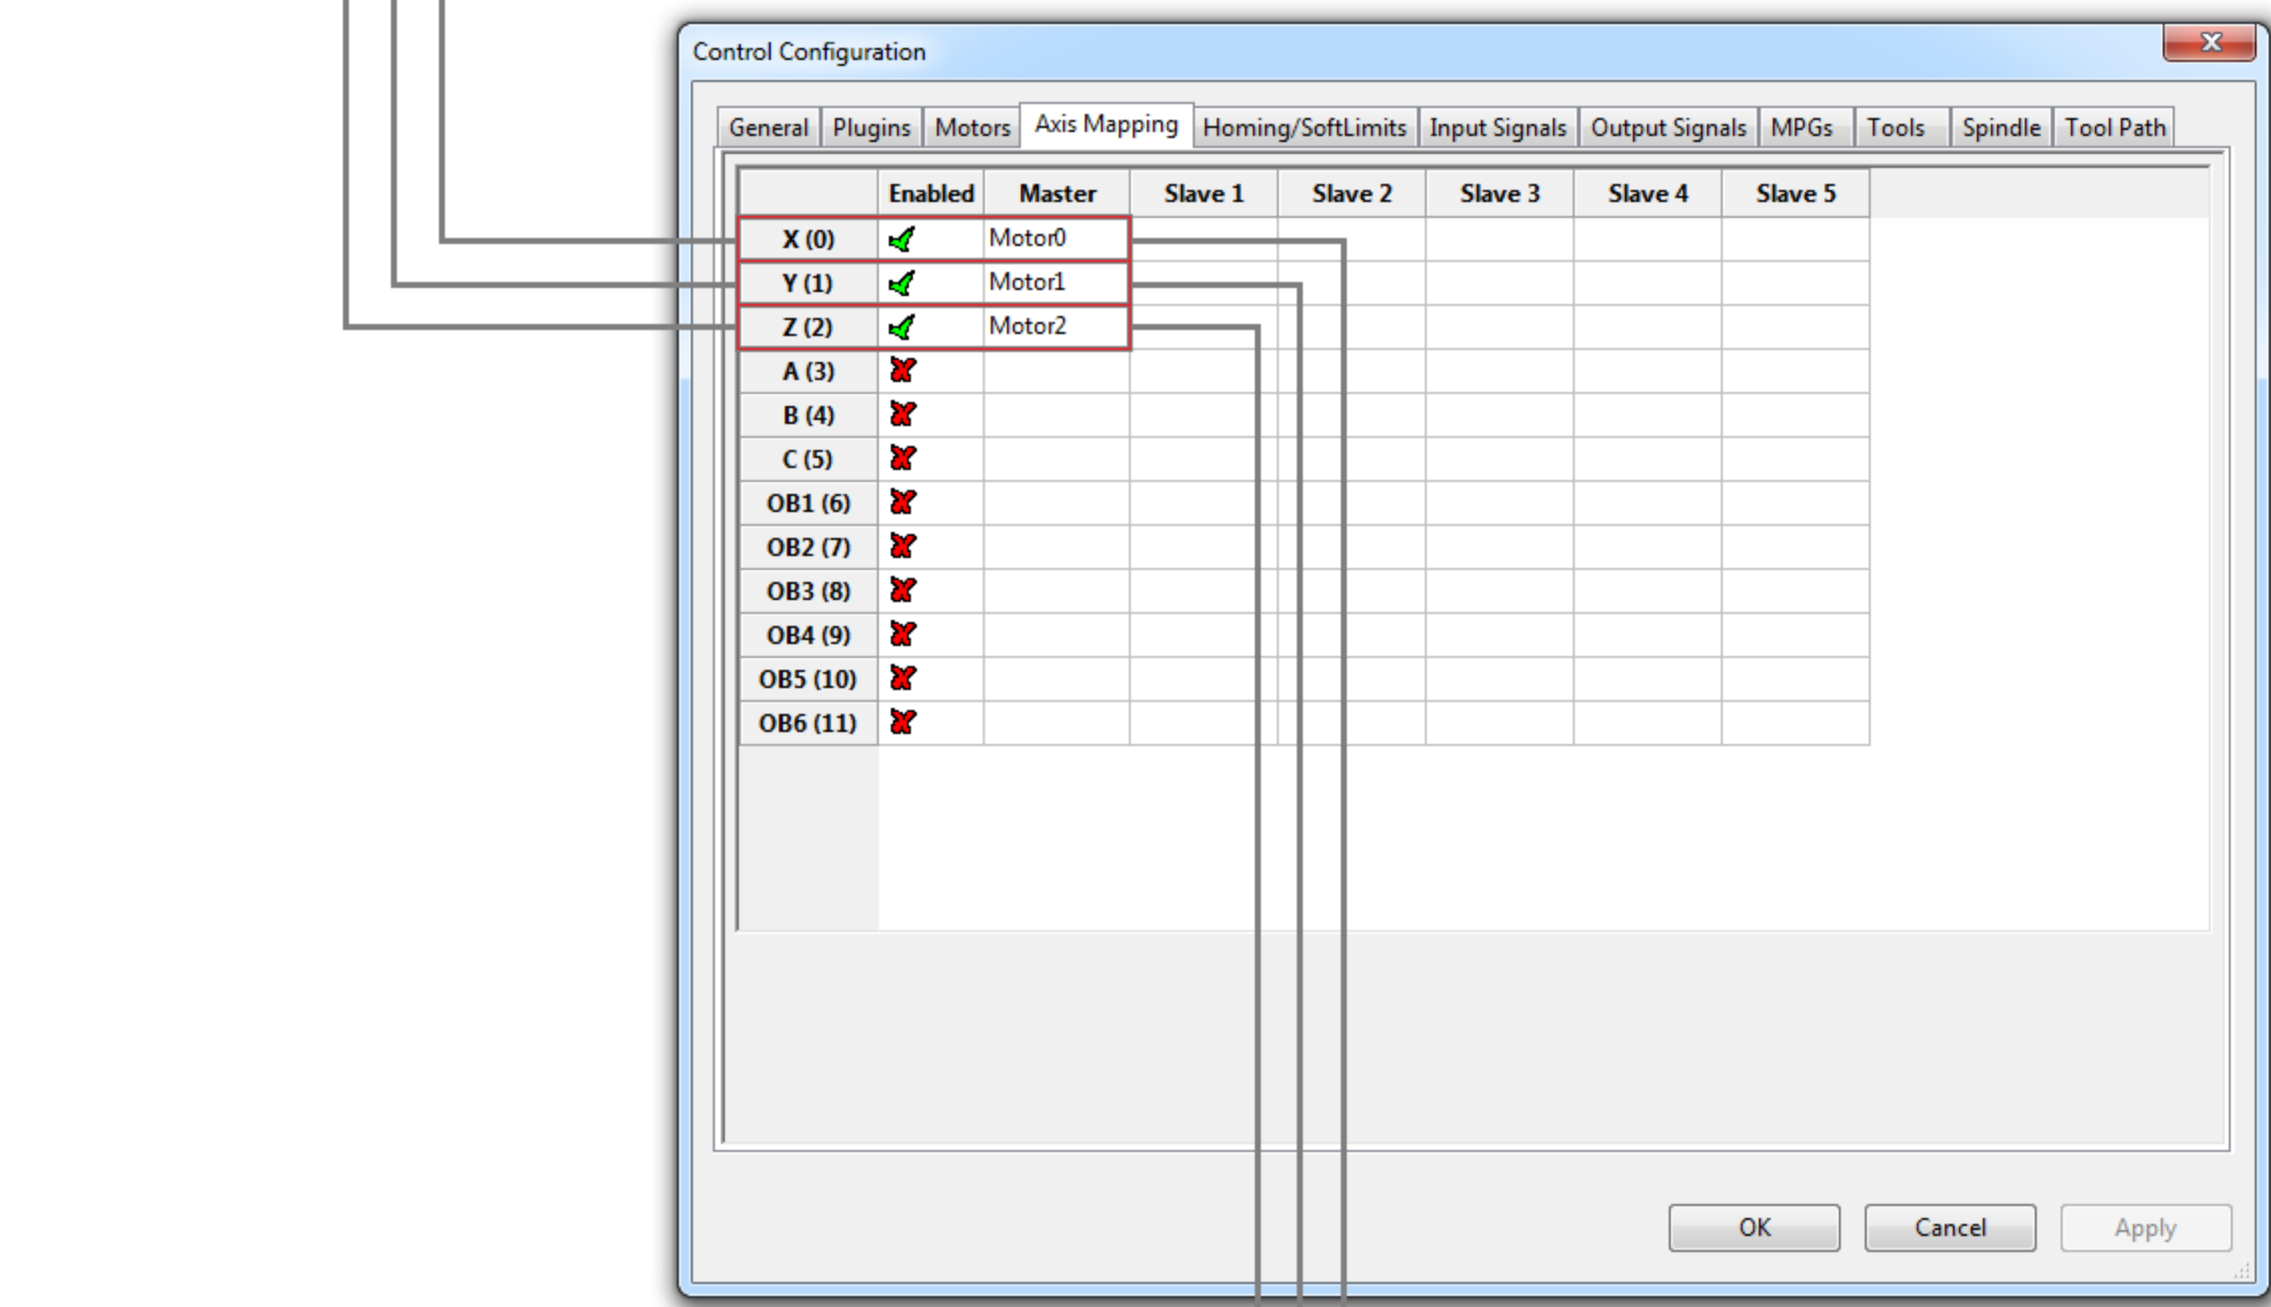 Control Configuration
General Plugins Motors Axis Mapping Homing/SoftLimits Input Signals Output Signals MPGs Tools Spindle Tool Path
Enabled Master Slave 1 Slave 2 Slave 3 Slave 4 Slave 5
X (0) Motor0
Y (1) Motor1
Z (2) Motor2
A (3)
B (4)
C (5)
OB1 (6)
OB2 (7)
OB3 (8)
OB4 (9)
OB5 (10)
OB6 (11)
OK Cancel Apply